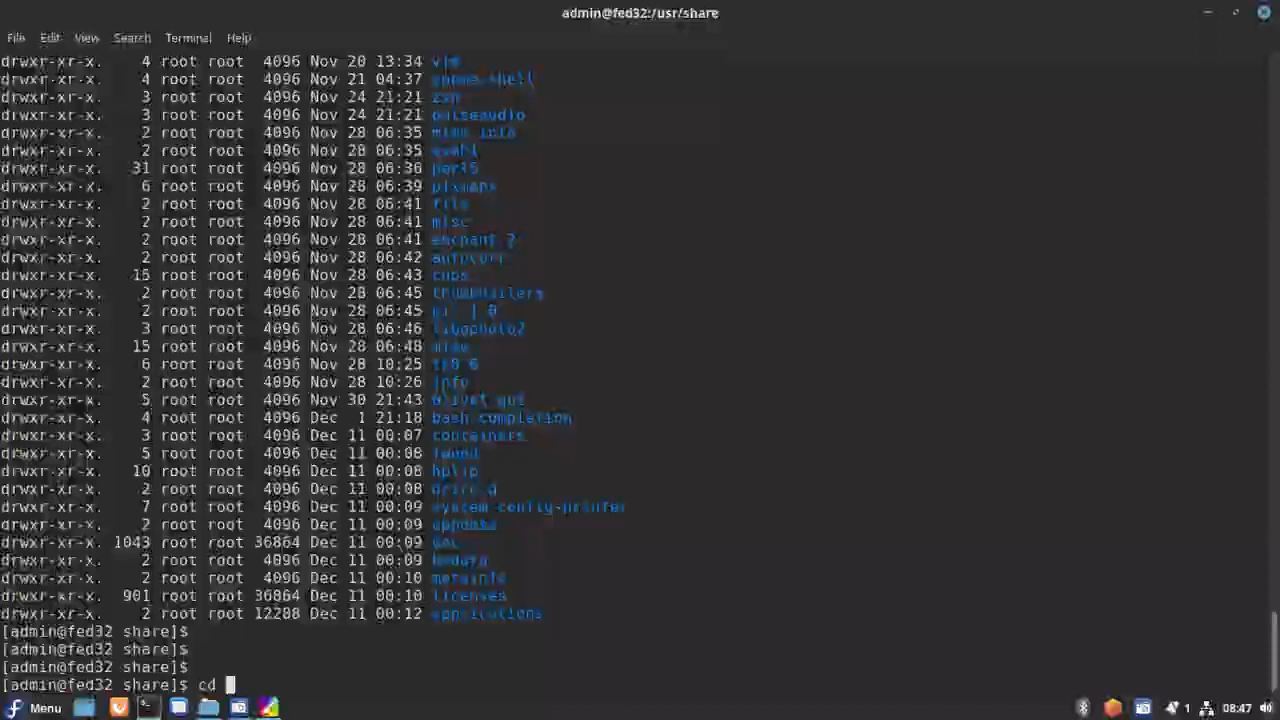 admin@fed32:/usr/share
File Edit View Search Terminal Help
drwxr-xr-x. 4 root root 4096 Nov 20 13:34 vim
drwxr-xr-x. 4 root root 4096 Nov 21 04:37 gnome-shell
drwxr-xr-x. 3 root root 4096 Nov 24 21:21 zsh
drwxr-xr-x. 3 root root 4096 Nov 24 21:21 pulseaudio
drwxr-xr-x. 2 root root 4096 Nov 28 06:35 mime-info
drwxr-xr-x. 2 root root 4096 Nov 28 06:35
drwxr-xr-x. 31 root root 4096 Nov 28 06:36 perl5
drwxr-xr-x. 6 root root 4096 Nov 28 06:39 pixmaps
drwxr-xr-x. 2 root root 4096 Nov 28 06:41 file
drwxr-xr-x. 2 root root 4096 Nov 28 06:41 misc
drwxr-xr-x. 2 root root 4096 Nov 28 06:41 enchant-2
drwxr-xr-x. 2 root root 4096 Nov 28 06:42 autocorr
drwxr-xr-x. 15 root root 4096 Nov 28 06:43 cups
drwxr-xr-x. 2 root root 4096 Nov 28 06:45 thumbnailers
drwxr-xr-x. 2 root root 4096 Nov 28 06:45
drwxr-xr-x. 3 root root 4096 Nov 28 06:46 libgphoto2
drwxr-xr-x. 15 root root 4096 Nov 28 06:48
drwxr-xr-x. 6 root root 4096 Nov 28 10:25 tk8.6
drwxr-xr-x. 2 root root 4096 Nov 28 10:26 info
drwxr-xr-x. 5 root root 4096 Nov 30 21:43 blivet-gui
drwxr-xr-x. 4 root root 4096 Dec 1 21:18 bash-completion
drwxr-xr-x. 3 root root 4096 Dec 11 00:07 containers
drwxr-xr-x. 5 root root 4096 Dec 11 00:08
drwxr-xr-x. 10 root root 4096 Dec 11 00:08 hplip
drwxr-xr-x. 2 root root 4096 Dec 11 00:08 drirc.d
drwxr-xr-x. 7 root root 4096 Dec 11 00:09 system-config-printer
drwxr-xr-x. 2 root root 4096 Dec 11 00:09 appdata
drwxr-xr-x. 1043 root root 36864 Dec 11 00:09 doc
drwxr-xr-x. 2 root root 4096 Dec 11 00:09 hwdata
drwxr-xr-x. 2 root root 4096 Dec 11 00:10 metainfo
drwxr-xr-x. 901 root root 36864 Dec 11 00:10 licenses
drwxr-xr-x. 2 root root 12288 Dec 11 00:12 applications
[admin@fed32 share]$
[admin@fed32 share]$
[admin@fed32 share]$
[admin@fed32 share]$ cd
Menu 1 08:47